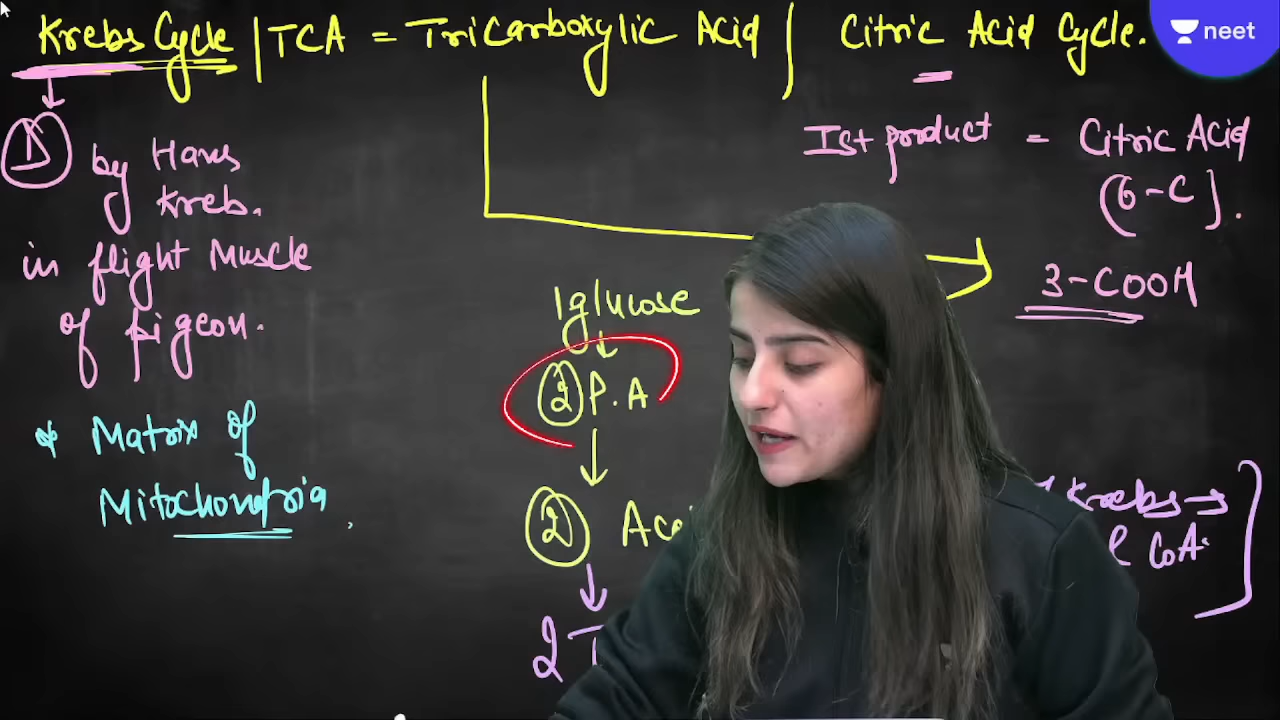 Krebs Cycle | TCA = Tricarboxylic Acid | Citric Acid Cycle.
neet
1
by Hans
Kreb.
in flight Muscle
of pigeon.
* Matrix of
Mitochondria
Ist product = Citric Acid
(6-C).
3-COOH
1glucose
2 P.A
2
2 T
Krebs →
CoA